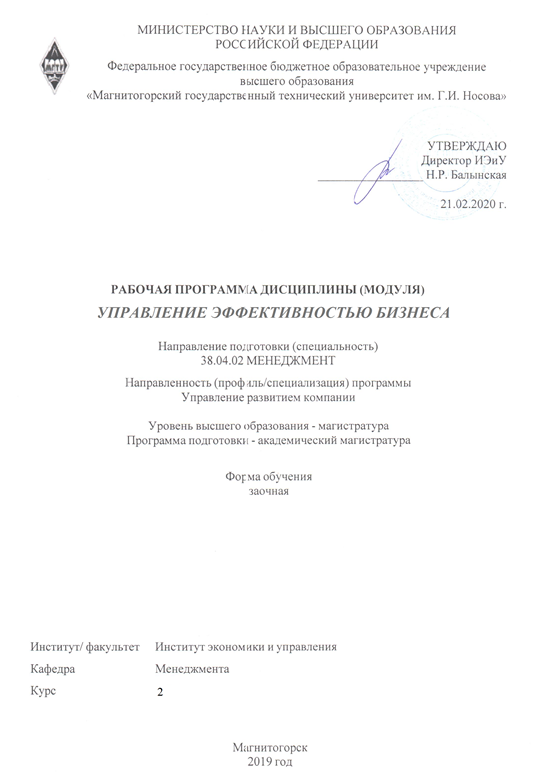 МИНИСТЕРСТВО НАУКИ И ВЫСШЕГО ОБРАЗОВАНИЯ
РОССИЙСКОЙ ФЕДЕРАЦИИ
Федеральное государственное бюджетное образовательное учреждение
высшего образования
«Магнитогорский государственный технический университет им. Г.И. Носова»
УТВЕРЖДАЮ
Директор ИЭиУ
Н.Р. Балынская
21.02.2020 г.
РАБОЧАЯ ПРОГРАММА ДИСЦИПЛИНЫ (МОДУЛЯ)
УПРАВЛЕНИЕ ЭФФЕКТИВНОСТЬЮ БИЗНЕСА
Направление подготовки (специальность)
38.04.02 МЕНЕДЖМЕНТ
Направленность (профиль/специализация) программы
Управление развитием компании
Уровень высшего образования - магистратура
Программа подготовки - академический магистратура
Форма обучения
заочная
Институт/ факультет Институт экономики и управления
Кафедра Менеджмента
Курс 2
Магнитогорск
2019 год